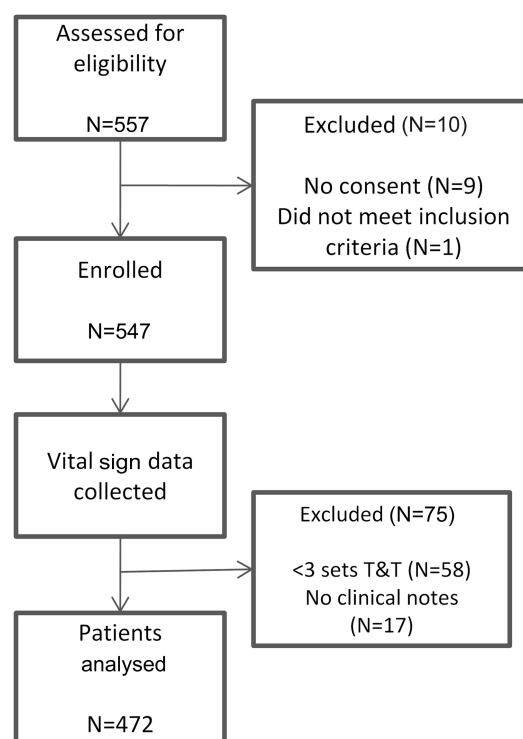 Assessed for
eligibility
N=557
Excluded (N=10)
No consent (N=9)
Did not meet inclusion
criteria (N=1)
Enrolled
N=547
Vital sign data
collected
Excluded (N=75)
<3 sets T&T (N=58)
No clinical notes
(N=17)
Patients
analysed
N=472